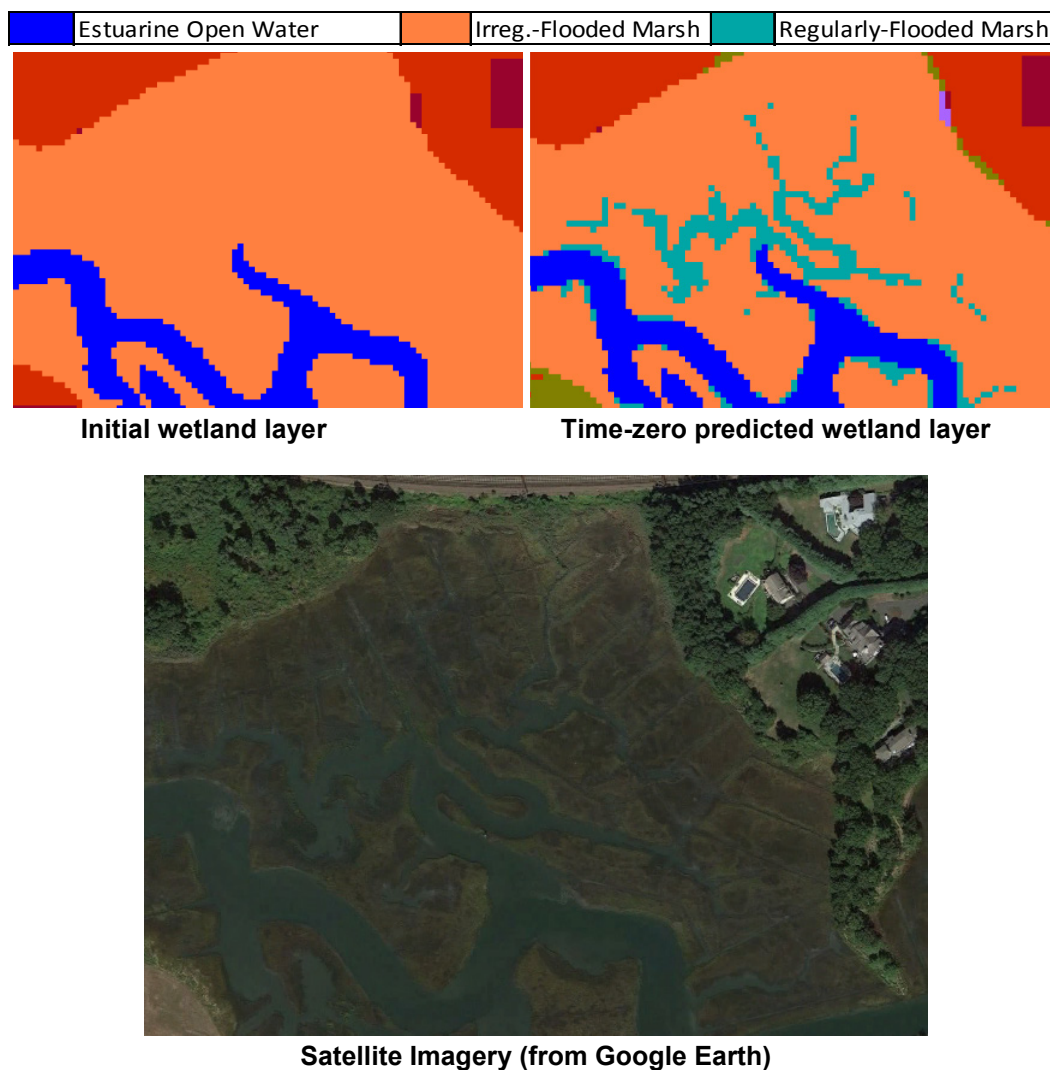 Estuarine Open Water Irreg.-Flooded Marsh Regularly-Flooded Marsh
Initial wetland layer Time-zero predicted wetland layer
Satellite Imagery (from Google Earth)